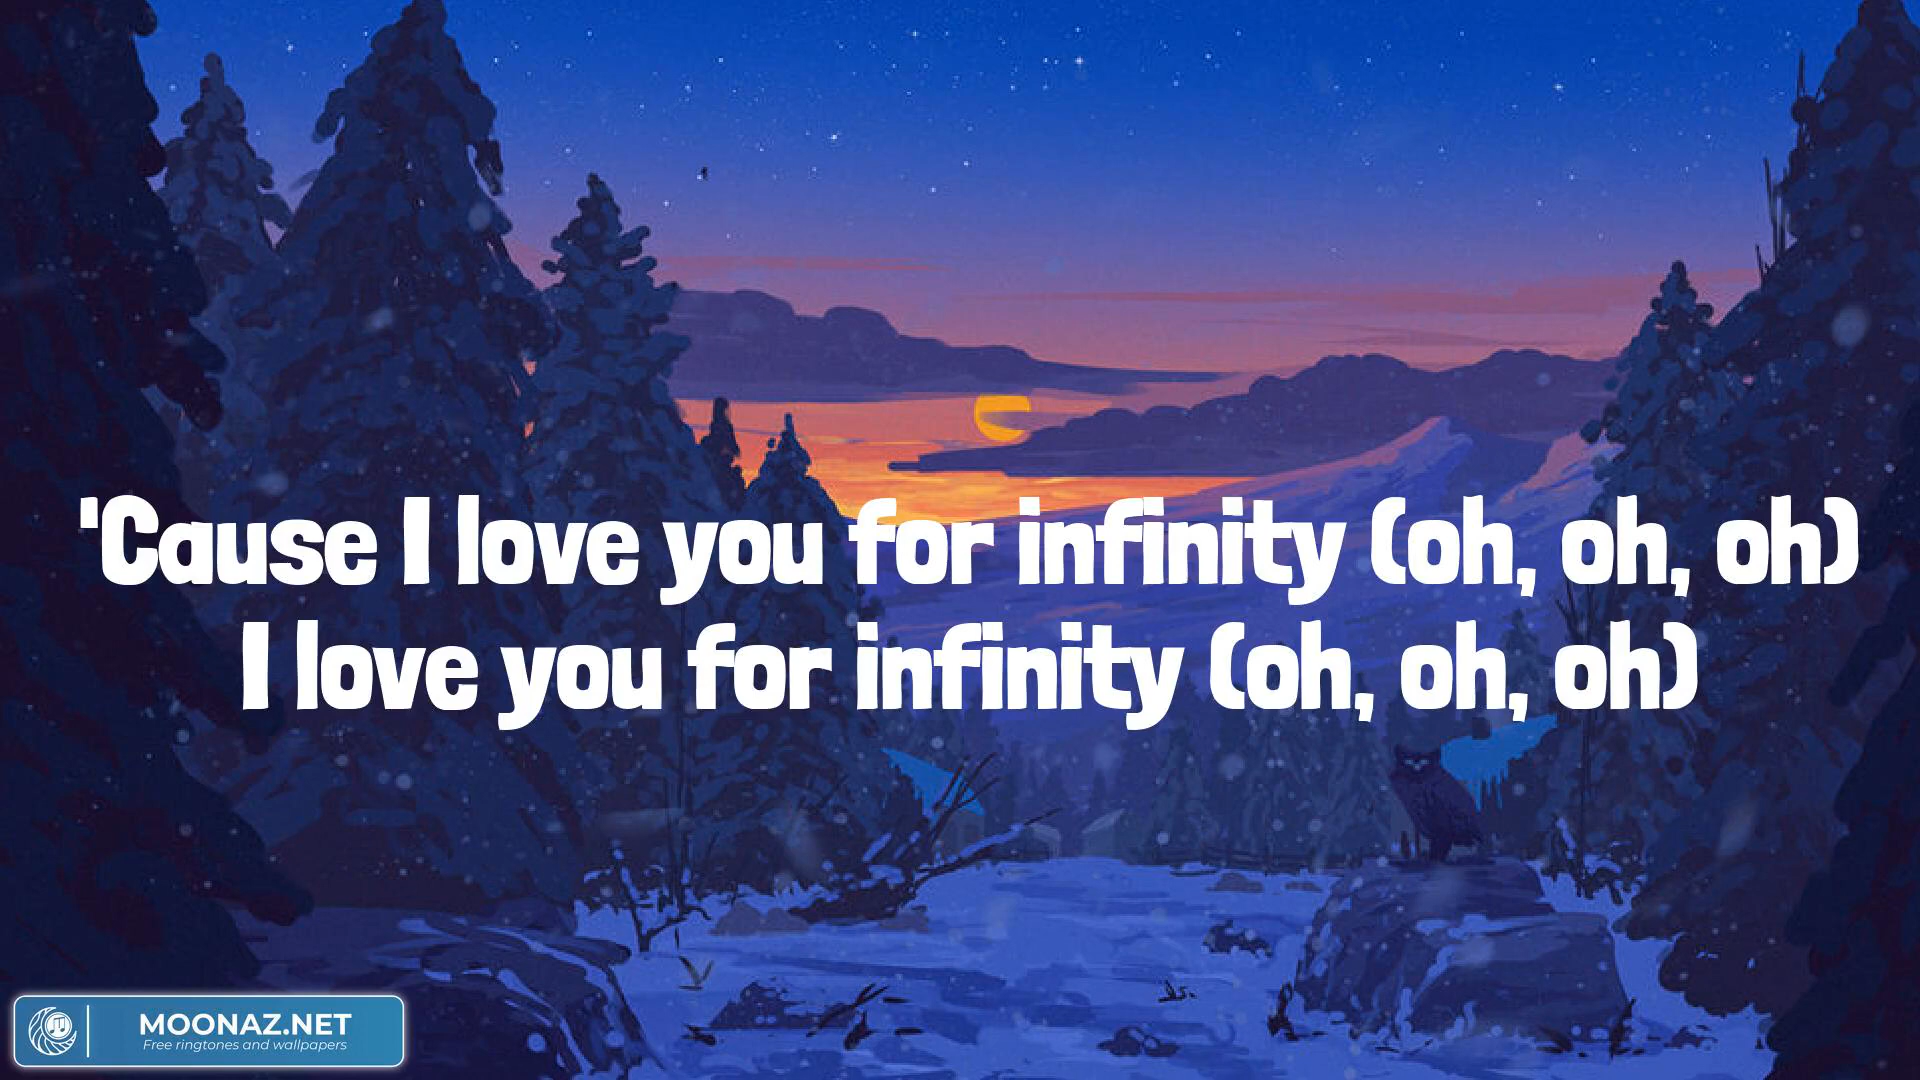 'Cause I love you for infinity (oh, oh, oh)
I love you for infinity (oh, oh, oh)
MOONAZ.NET
Free ringtones and wallpapers